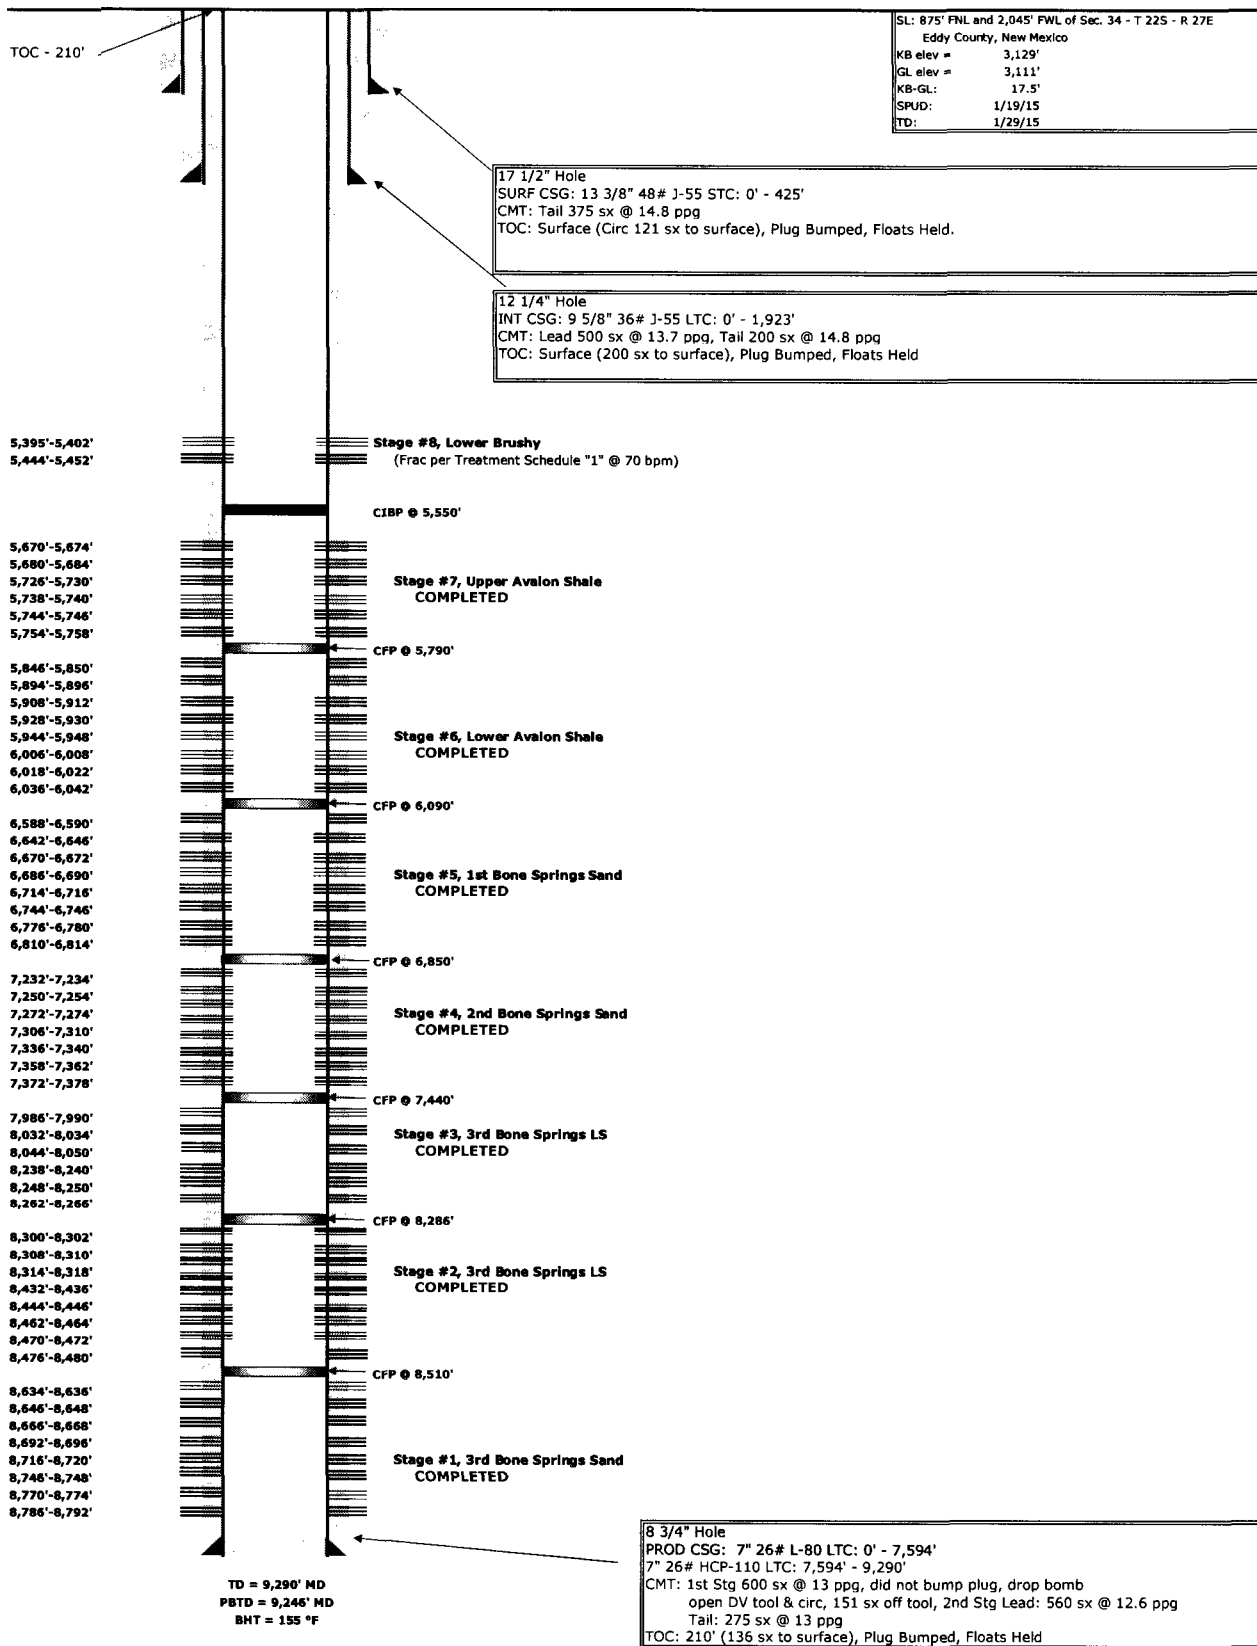 TOC - 210'
SL: 875' FNL and 2,045' FWL of Sec. 34 - T 22S - R 27E
Eddy County, New Mexico
KB elev = 3,129'
GL elev = 3,111'
KB-GL: 17.5'
SPUD: 1/19/15
TD: 1/29/15
17 1/2" Hole
SURF CSG: 13 3/8" 48# J-55 STC: 0' - 425'
CMT: Tail 375 sx @ 14.8 ppg
TOC: Surface (Circ 121 sx to surface), Plug Bumped, Floats Held.
12 1/4" Hole
INT CSG: 9 5/8" 36# J-55 LTC: 0' - 1,923'
CMT: Lead 500 sx @ 13.7 ppg, Tail 200 sx @ 14.8 ppg
TOC: Surface (200 sx to surface), Plug Bumped, Floats Held
5,395'-5,402' Stage #8, Lower Brushy
5,444'-5,452' (Frac per Treatment Schedule "1" @ 70 bpm)
CIBP @ 5,550'
5,670'-5,674'
5,680'-5,684'
5,726'-5,730' Stage #7, Upper Avalon Shale
5,738'-5,740' COMPLETED
5,744'-5,746'
5,754'-5,758'
CFP @ 5,790'
5,846'-5,850'
5,894'-5,896'
5,908'-5,912'
5,928'-5,930'
5,944'-5,948' Stage #6, Lower Avalon Shale
6,006'-6,008' COMPLETED
6,018'-6,022'
6,036'-6,042'
CFP @ 6,090'
6,588'-6,590'
6,642'-6,646'
6,670'-6,672'
6,686'-6,690' Stage #5, 1st Bone Springs Sand
6,714'-6,716' COMPLETED
6,744'-6,746'
6,776'-6,780'
6,810'-6,814'
CFP @ 6,850'
7,232'-7,234'
7,250'-7,254'
7,272'-7,274' Stage #4, 2nd Bone Springs Sand
7,306'-7,310' COMPLETED
7,336'-7,340'
7,358'-7,362'
7,372'-7,378'
CFP @ 7,440'
7,986'-7,990'
8,032'-8,034' Stage #3, 3rd Bone Springs LS
8,044'-8,050' COMPLETED
8,238'-8,240'
8,248'-8,250'
8,262'-8,266'
CFP @ 8,286'
8,300'-8,302'
8,308'-8,310'
8,314'-8,318' Stage #2, 3rd Bone Springs LS
8,432'-8,436' COMPLETED
8,444'-8,446'
8,462'-8,464'
8,470'-8,472'
8,476'-8,480'
CFP @ 8,510'
8,634'-8,636'
8,646'-8,648'
8,666'-8,668'
8,692'-8,696'
8,716'-8,720' Stage #1, 3rd Bone Springs Sand
8,746'-8,748' COMPLETED
8,770'-8,774'
8,786'-8,792'
8 3/4" Hole
PROD CSG: 7" 26# L-80 LTC: 0' - 7,594'
7" 26# HCP-110 LTC: 7,594' - 9,290'
CMT: 1st Stg 600 sx @ 13 ppg, did not bump plug, drop bomb
open DV tool & circ, 151 sx off tool, 2nd Stg Lead: 560 sx @ 12.6 ppg
Tail: 275 sx @ 13 ppg
TOC: 210' (136 sx to surface), Plug Bumped, Floats Held
TD = 9,290' MD
PBTD = 9,246' MD
BHT = 155 °F